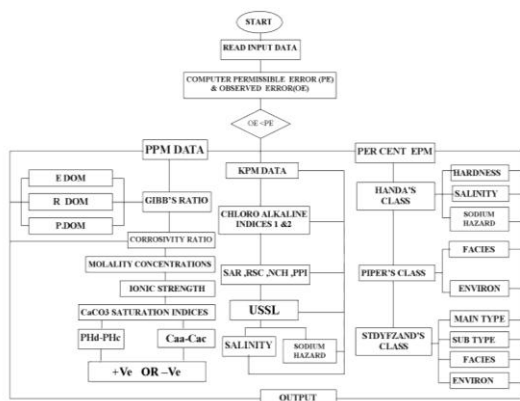 START
READ INPUT DATA
COMPUTER PERMISSIBLE ERROR (PE)
& OBSERVED ERROR(OE)
OE <PE
PPM DATA
E DOM
R DOM
P.DOM
GIBB'S RATIO
CORROSIVITY RATIO
MOLALITY CONCENTRATIONS
IONIC STRENGTH
CaCO3 SATURATION INDICES
PHd-PHc
Caa-Cac
+Ve OR –Ve
KPM DATA
CHLORO ALKALINE
INDICES 1 &2
SAR ,RSC ,NCH ,PPI
USSL
SALINITY
SODIUM
HAZARD
PER CENT EPM
HANDA'S
CLASS
HARDNESS
SALINITY
SODIUM
HAZARD
PIPER'S CLASS
FACIES
ENVIRON
STDYFZAND'S
CLASS
MAIN TYPE
SUB TYPE
FACIES
ENVIRON
OUTPUT